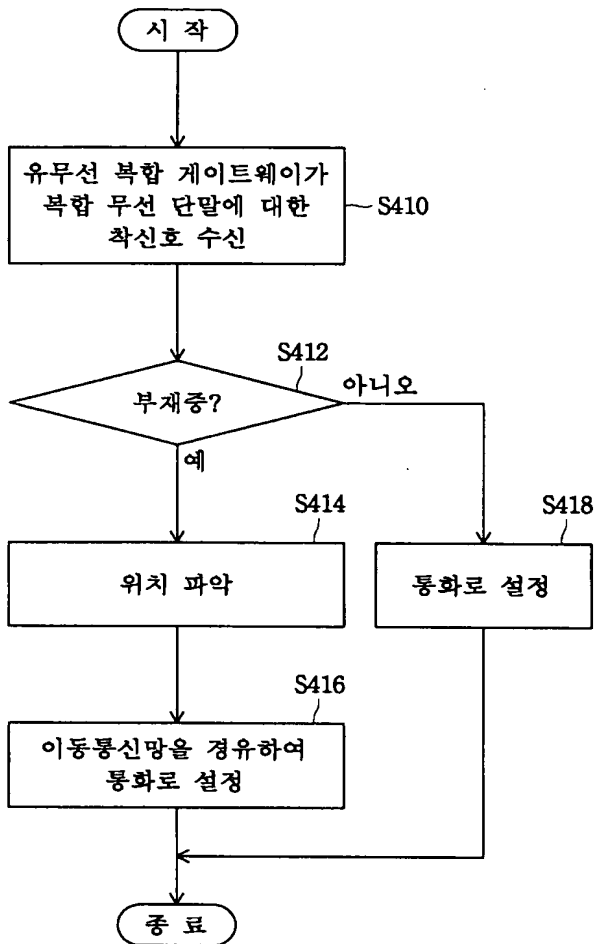 시 작
유무선 복합 게이트웨이가
복합 무선 단말에 대한
착신호 수신
S410
S412
부재중?
아니오
예
S414
위치 파악
S418
통화로 설정
S416
이동통신망을 경유하여
통화로 설정
종 료